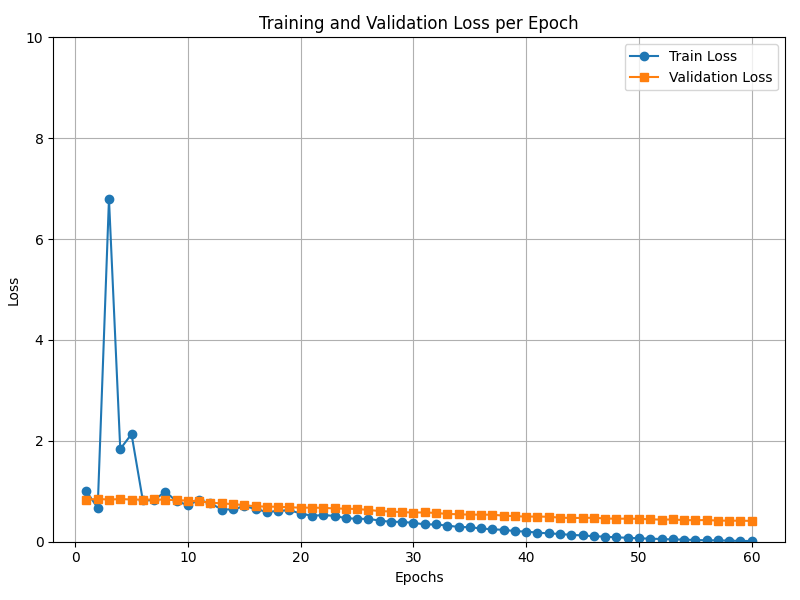 Training and Validation Loss per Epoch
Train Loss
Validation Loss
10
8
6
4
2
0
Loss
0 10 20 30 40 50 60
Epochs